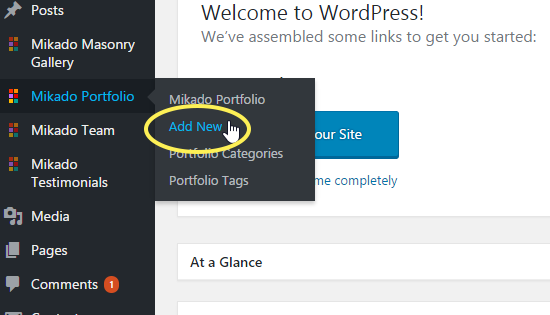 Posts
Mikado Masonry
Gallery
Mikado Portfolio
Mikado Team
Mikado
Testimonials
Media
Pages
Comments 1
Mikado Portfolio
Add New
Portfolio Categories
Portfolio Tags
Welcome to WordPress!
We've assembled some links to get you started:
our Site
me completely
At a Glance